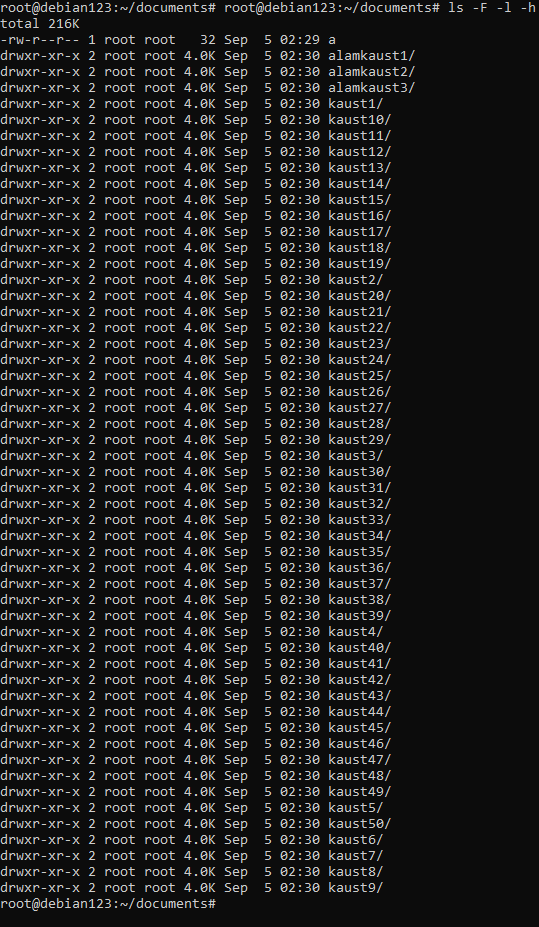 root@debian123:~/documents# root@debian123:~/documents# ls -F -l -h
total 216K
-rw-r--r-- 1 root root   32 Sep  5 02:29 a
drwxr-xr-x 2 root root 4.0K Sep  5 02:30 alamkaust1/
drwxr-xr-x 2 root root 4.0K Sep  5 02:30 alamkaust2/
drwxr-xr-x 2 root root 4.0K Sep  5 02:30 alamkaust3/
drwxr-xr-x 2 root root 4.0K Sep  5 02:30 kaust1/
drwxr-xr-x 2 root root 4.0K Sep  5 02:30 kaust10/
drwxr-xr-x 2 root root 4.0K Sep  5 02:30 kaust11/
drwxr-xr-x 2 root root 4.0K Sep  5 02:30 kaust12/
drwxr-xr-x 2 root root 4.0K Sep  5 02:30 kaust13/
drwxr-xr-x 2 root root 4.0K Sep  5 02:30 kaust14/
drwxr-xr-x 2 root root 4.0K Sep  5 02:30 kaust15/
drwxr-xr-x 2 root root 4.0K Sep  5 02:30 kaust16/
drwxr-xr-x 2 root root 4.0K Sep  5 02:30 kaust17/
drwxr-xr-x 2 root root 4.0K Sep  5 02:30 kaust18/
drwxr-xr-x 2 root root 4.0K Sep  5 02:30 kaust19/
drwxr-xr-x 2 root root 4.0K Sep  5 02:30 kaust2/
drwxr-xr-x 2 root root 4.0K Sep  5 02:30 kaust20/
drwxr-xr-x 2 root root 4.0K Sep  5 02:30 kaust21/
drwxr-xr-x 2 root root 4.0K Sep  5 02:30 kaust22/
drwxr-xr-x 2 root root 4.0K Sep  5 02:30 kaust23/
drwxr-xr-x 2 root root 4.0K Sep  5 02:30 kaust24/
drwxr-xr-x 2 root root 4.0K Sep  5 02:30 kaust25/
drwxr-xr-x 2 root root 4.0K Sep  5 02:30 kaust26/
drwxr-xr-x 2 root root 4.0K Sep  5 02:30 kaust27/
drwxr-xr-x 2 root root 4.0K Sep  5 02:30 kaust28/
drwxr-xr-x 2 root root 4.0K Sep  5 02:30 kaust29/
drwxr-xr-x 2 root root 4.0K Sep  5 02:30 kaust3/
drwxr-xr-x 2 root root 4.0K Sep  5 02:30 kaust30/
drwxr-xr-x 2 root root 4.0K Sep  5 02:30 kaust31/
drwxr-xr-x 2 root root 4.0K Sep  5 02:30 kaust32/
drwxr-xr-x 2 root root 4.0K Sep  5 02:30 kaust33/
drwxr-xr-x 2 root root 4.0K Sep  5 02:30 kaust34/
drwxr-xr-x 2 root root 4.0K Sep  5 02:30 kaust35/
drwxr-xr-x 2 root root 4.0K Sep  5 02:30 kaust36/
drwxr-xr-x 2 root root 4.0K Sep  5 02:30 kaust37/
drwxr-xr-x 2 root root 4.0K Sep  5 02:30 kaust38/
drwxr-xr-x 2 root root 4.0K Sep  5 02:30 kaust39/
drwxr-xr-x 2 root root 4.0K Sep  5 02:30 kaust4/
drwxr-xr-x 2 root root 4.0K Sep  5 02:30 kaust40/
drwxr-xr-x 2 root root 4.0K Sep  5 02:30 kaust41/
drwxr-xr-x 2 root root 4.0K Sep  5 02:30 kaust42/
drwxr-xr-x 2 root root 4.0K Sep  5 02:30 kaust43/
drwxr-xr-x 2 root root 4.0K Sep  5 02:30 kaust44/
drwxr-xr-x 2 root root 4.0K Sep  5 02:30 kaust45/
drwxr-xr-x 2 root root 4.0K Sep  5 02:30 kaust46/
drwxr-xr-x 2 root root 4.0K Sep  5 02:30 kaust47/
drwxr-xr-x 2 root root 4.0K Sep  5 02:30 kaust48/
drwxr-xr-x 2 root root 4.0K Sep  5 02:30 kaust49/
drwxr-xr-x 2 root root 4.0K Sep  5 02:30 kaust5/
drwxr-xr-x 2 root root 4.0K Sep  5 02:30 kaust50/
drwxr-xr-x 2 root root 4.0K Sep  5 02:30 kaust6/
drwxr-xr-x 2 root root 4.0K Sep  5 02:30 kaust7/
drwxr-xr-x 2 root root 4.0K Sep  5 02:30 kaust8/
drwxr-xr-x 2 root root 4.0K Sep  5 02:30 kaust9/
root@debian123:~/documents#